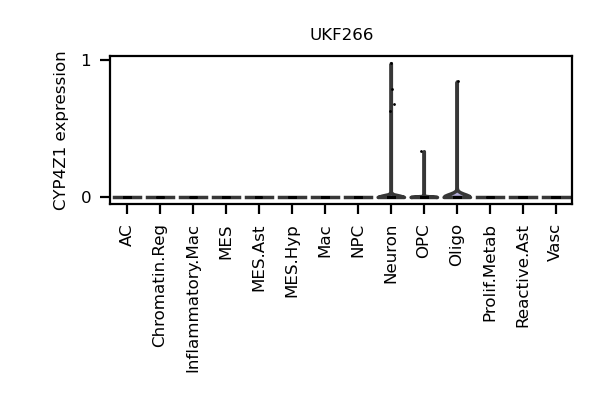 UKF266
CYP4Z1 expression
1
0
AC
Chromatin.Reg
Inflammatory.Mac
MES
MES.Ast
MES.Hyp
Mac
NPC
Neuron
OPC
Oligo
Prolif.Metab
Reactive.Ast
Vasc